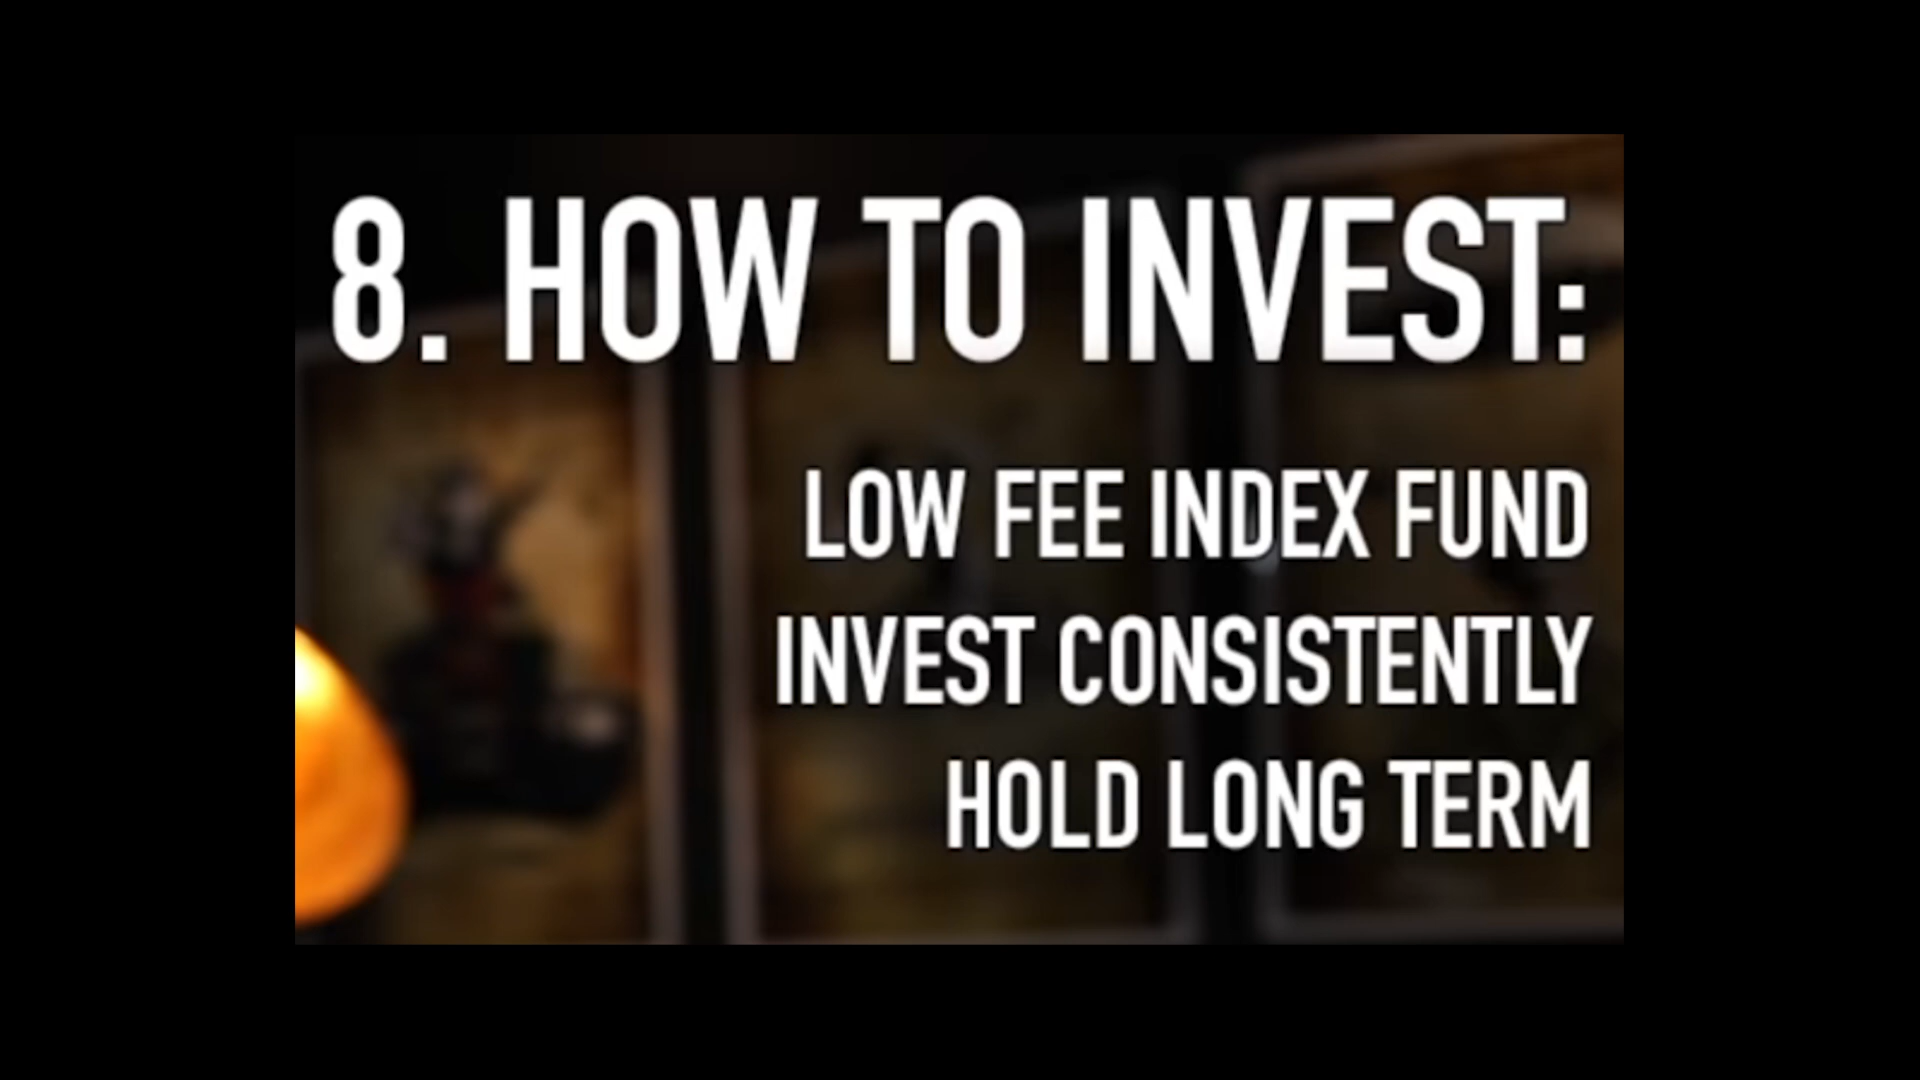 8. HOW TO INVEST:
LOW FEE INDEX FUND
INVEST CONSISTENTLY
HOLD LONG TERM